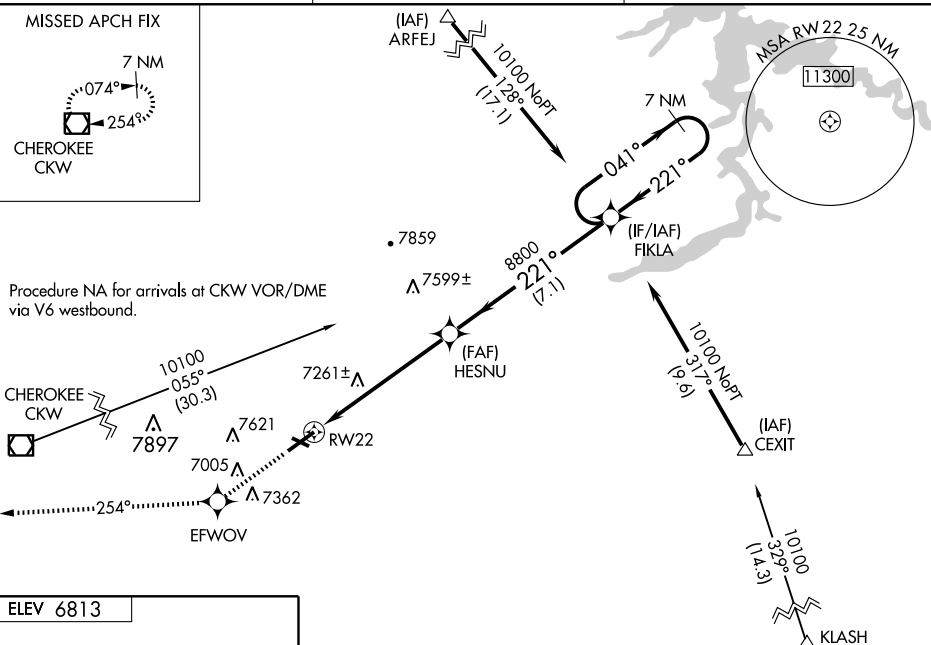 MISSED APCH FIX
7 NM
074°
254°
CHEROKEE
CKW
(IAF)
ARFEJ
10100 NoPT
128°
(17.1)
MSA RW22 25 NM
11300
7 NM
041°
221°
(IF/IAF)
FIKLA
7859
7599±
8800
221°
(7.1)
Procedure NA for arrivals at CKW VOR/DME
via V6 westbound.
10100
055°
(30.3)
(FAF)
HESNU
10100 NoPT
317°
(9.6)
7261±
CHEROKEE
CKW
7897
7621
RW22
(IAF)
CEXIT
7005
7362
254°
EFWOV
10100
329°
(14.3)
ELEV 6813
KLASH